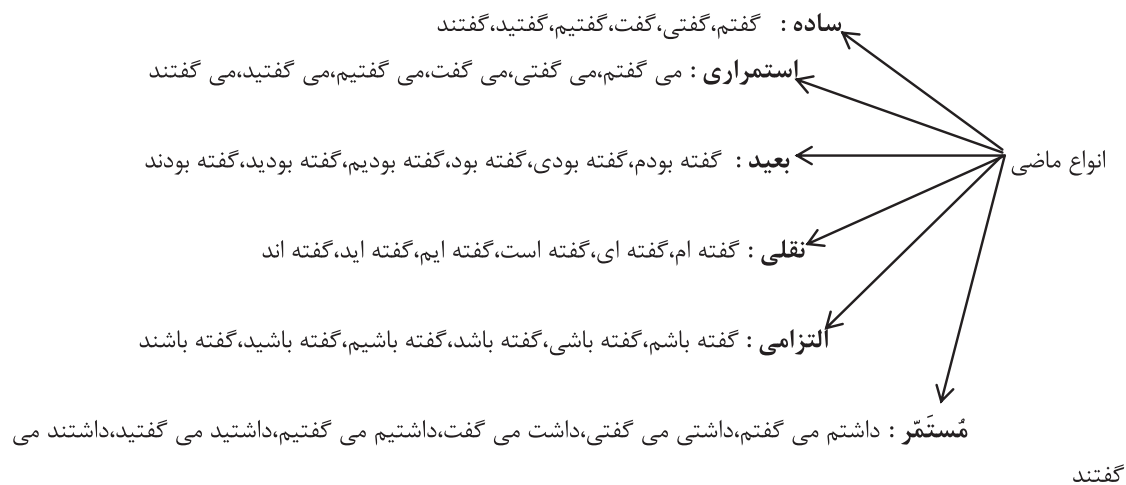 ساده : گفتم،گفتی،گفت،گفتیم،گفتید،گفتند
استمراری : می گفتم،می گفتی،می گفت،می گفتیم،می گفتید،می گفتند
انواع ماضی
بعید : گفته بودم،گفته بودی،گفته بود،گفته بودیم،گفته بودید،گفته بودند
نقلی : گفته ام،گفته ای،گفته است،گفته ایم،گفته اید،گفته اند
التزامی : گفته باشم،گفته باشی،گفته باشد،گفته باشیم،گفته باشید،گفته باشند
مُستَمّر : داشتم می گفتم،داشتی می گفتی،داشت می گفت،داشتیم می گفتیم،داشتید می گفتید،داشتند می
گفتند